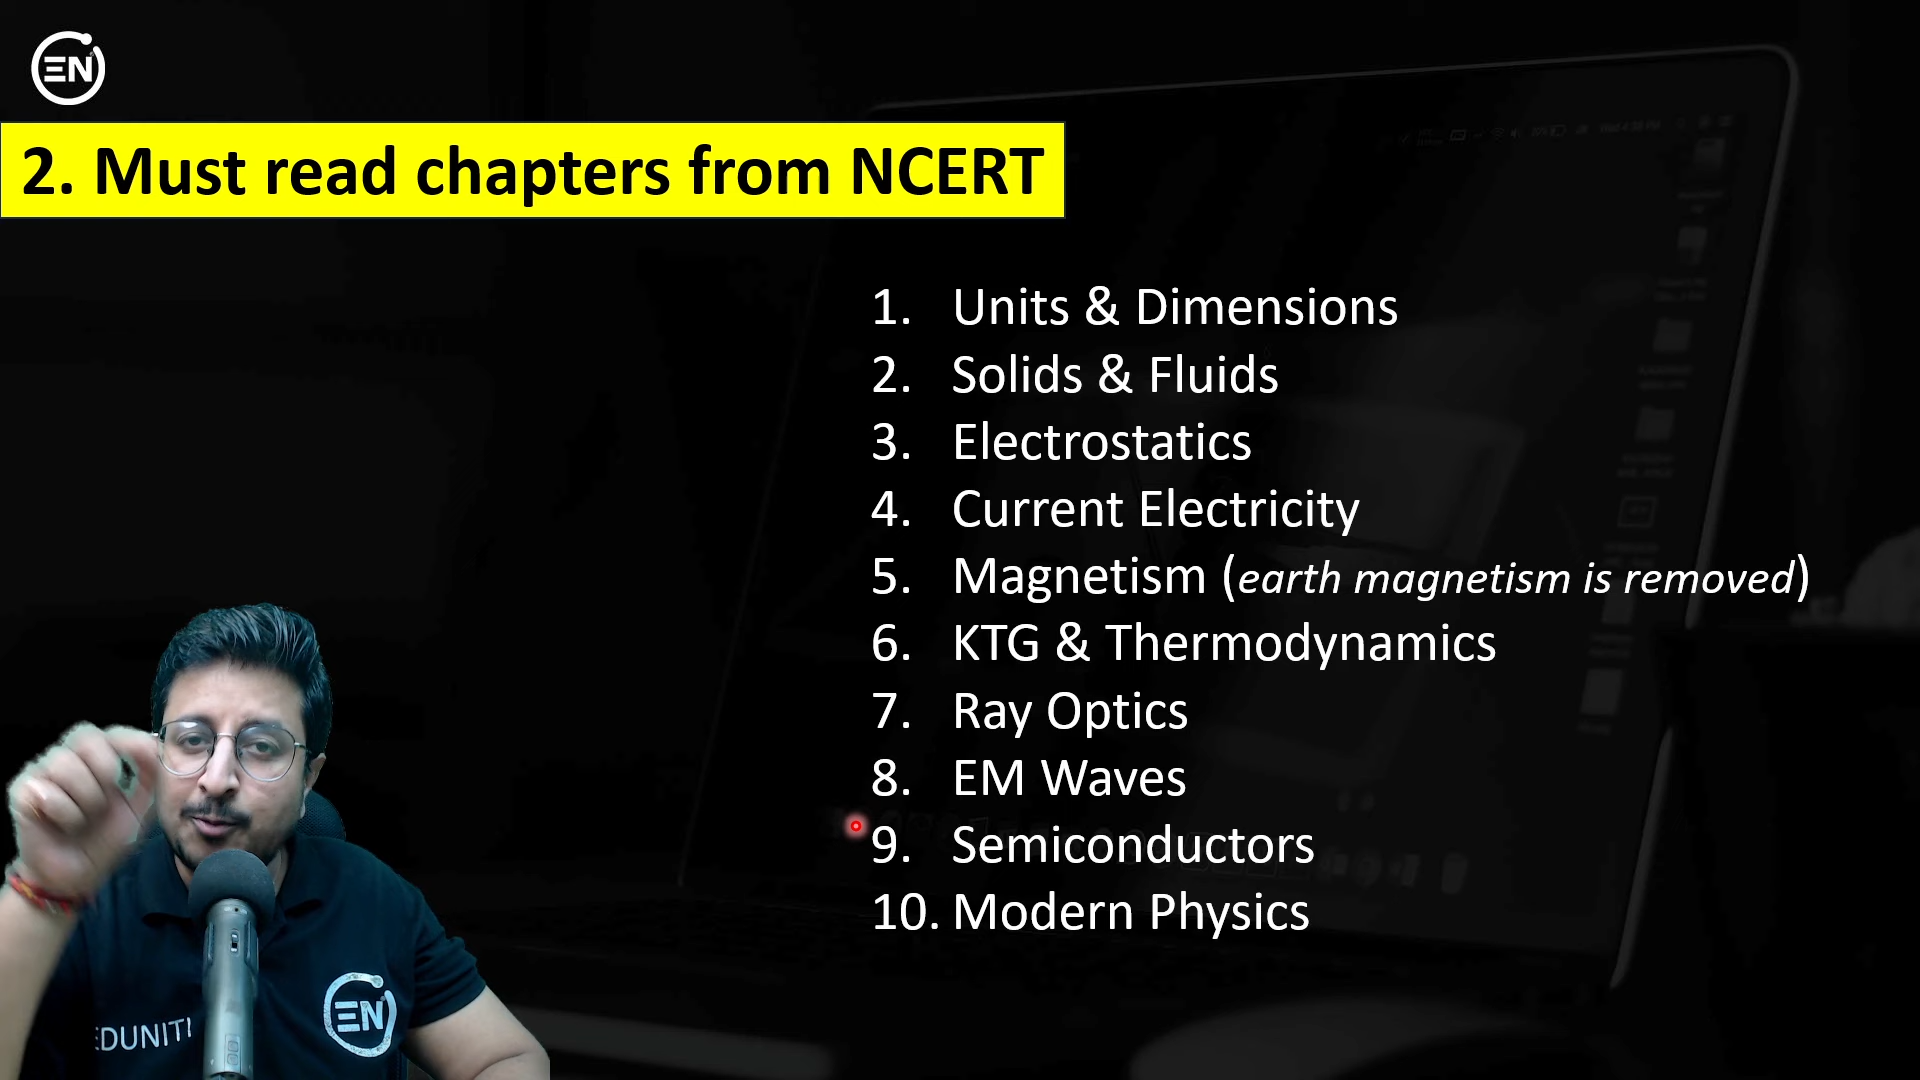 EN
2. Must read chapters from NCERT
1. Units & Dimensions
2. Solids & Fluids
3. Electrostatics
4. Current Electricity
5. Magnetism (earth magnetism is removed)
6. KTG & Thermodynamics
7. Ray Optics
8. EM Waves
9. Semiconductors
10. Modern Physics
EN
EDUNITI